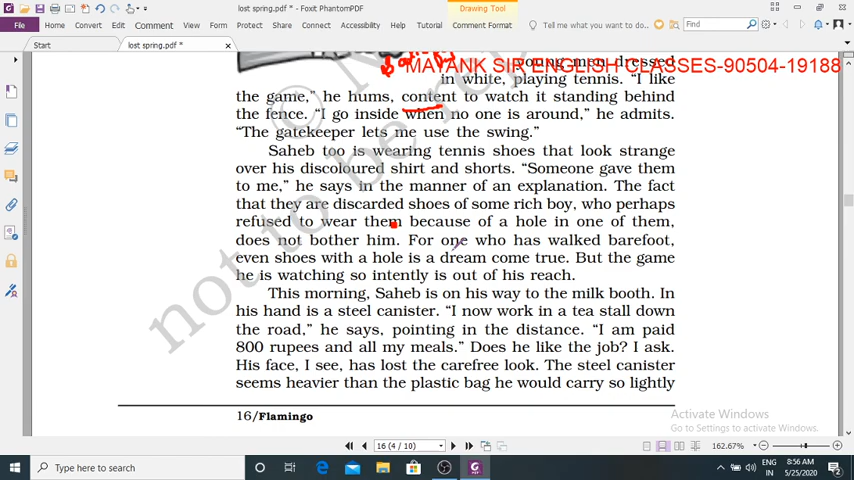 lost spring.pdf * - Foxit PhantomPDF
Drawing Tool
File Home Convert Edit Organize Comment View Form Protect Share Connect Accessibility Help Tutorial Comment Format Tell me what you want to do... Find
Start lost spring.pdf *
young men dressed
MAYANK SIR ENGLISH CLASSES-90504-19188
in white, playing tennis. “I like
the game,” he hums, content to watch it standing behind
the fence. “I go inside when no one is around,” he admits.
“The gatekeeper lets me use the swing.”
Saheb too is wearing tennis shoes that look strange
over his discoloured shirt and shorts. “Someone gave them
to me,” he says in the manner of an explanation. The fact
that they are discarded shoes of some rich boy, who perhaps
refused to wear them because of a hole in one of them,
does not bother him. For one who has walked barefoot,
even shoes with a hole is a dream come true. But the game
he is watching so intently is out of his reach.
This morning, Saheb is on his way to the milk booth. In
his hand is a steel canister. “I now work in a tea stall down
the road,” he says, pointing in the distance. “I am paid
800 rupees and all my meals.” Does he like the job? I ask.
His face, I see, has lost the carefree look. The steel canister
seems heavier than the plastic bag he would carry so lightly
16/Flamingo
not to be re
©
Activate Windows
Go to Settings to activate Windows.
16 (4 / 10) 162.67%
Type here to search
ENG 8:56 AM
IN 5/25/2020